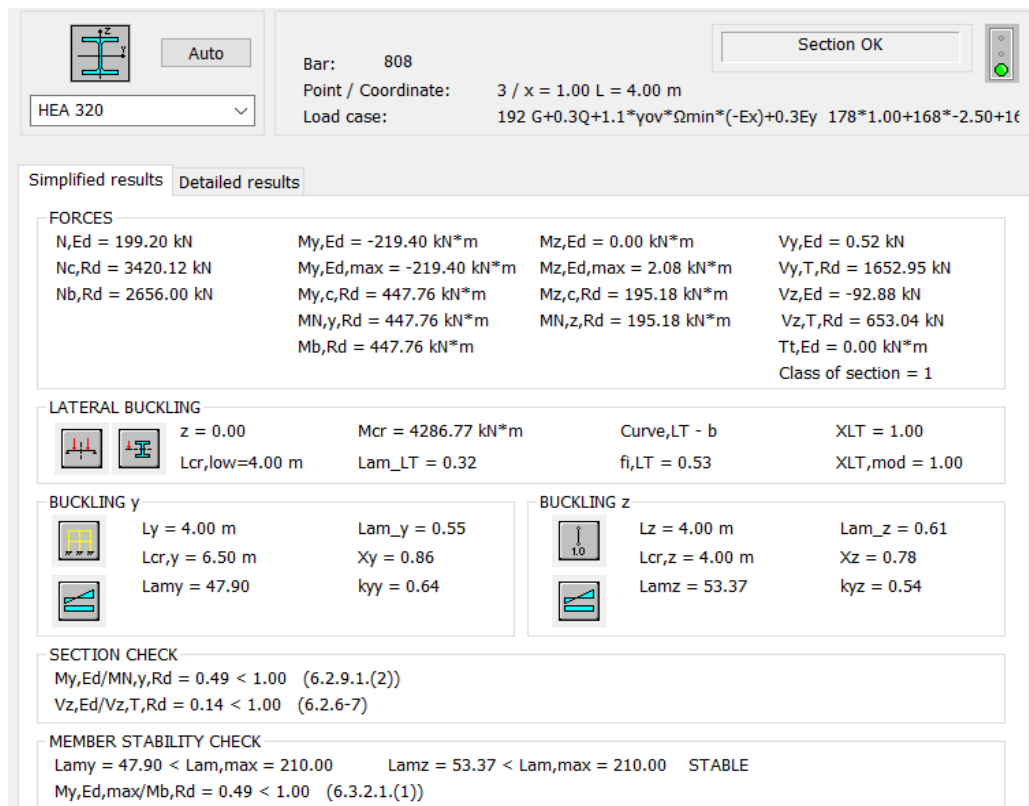 z
y
Auto
HEA 320
Bar: 808
Section OK
Point / Coordinate: 3 / x = 1.00 L = 4.00 m
Load case: 192 G+0.3Q+1.1*γov*Ωmin*(-Ex)+0.3Ey 178*1.00+168*-2.50+16
Simplified results Detailed results
FORCES
N,Ed = 199.20 kN My,Ed = -219.40 kN*m Mz,Ed = 0.00 kN*m Vy,Ed = 0.52 kN
Nc,Rd = 3420.12 kN My,Ed,max = -219.40 kN*m Mz,Ed,max = 2.08 kN*m Vy,T,Rd = 1652.95 kN
Nb,Rd = 2656.00 kN My,c,Rd = 447.76 kN*m Mz,c,Rd = 195.18 kN*m Vz,Ed = -92.88 kN
MN,y,Rd = 447.76 kN*m MN,z,Rd = 195.18 kN*m Vz,T,Rd = 653.04 kN
Mb,Rd = 447.76 kN*m Tt,Ed = 0.00 kN*m
Class of section = 1
LATERAL BUCKLING
z = 0.00 Mcr = 4286.77 kN*m Curve,LT - b XLT = 1.00
Lcr,low=4.00 m Lam_LT = 0.32 fi,LT = 0.53 XLT,mod = 1.00
BUCKLING y
Ly = 4.00 m Lam_y = 0.55
Lcr,y = 6.50 m Xy = 0.86
Lamy = 47.90 kyy = 0.64
BUCKLING z
1.0
Lz = 4.00 m Lam_z = 0.61
Lcr,z = 4.00 m Xz = 0.78
Lamz = 53.37 kyz = 0.54
SECTION CHECK
My,Ed/MN,y,Rd = 0.49 < 1.00 (6.2.9.1.(2))
Vz,Ed/Vz,T,Rd = 0.14 < 1.00 (6.2.6-7)
MEMBER STABILITY CHECK
Lamy = 47.90 < Lam,max = 210.00 Lamz = 53.37 < Lam,max = 210.00 STABLE
My,Ed,max/Mb,Rd = 0.49 < 1.00 (6.3.2.1.(1))